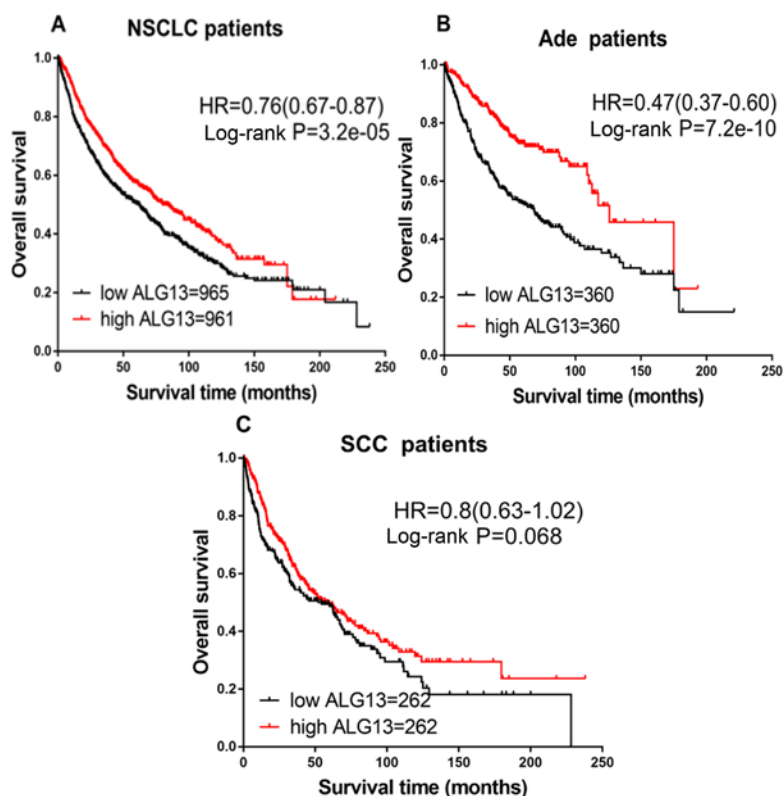 A
NSCLC patients
HR=0.76(0.67-0.87)
Log-rank P=3.2e-05
Overall survival
1.0
0.8
0.6
0.4
0.2
0.0
low ALG13=965
high ALG13=961
0 50 100 150 200 250
Survival time (months)
B
Ade patients
HR=0.47(0.37-0.60)
Log-rank P=7.2e-10
Overall survival
1.0
0.8
0.6
0.4
0.2
0.0
low ALG13=360
high ALG13=360
0 50 100 150 200 250
Survival time (months)
C
SCC patients
HR=0.8(0.63-1.02)
Log-rank P=0.068
Overall survival
1.0
0.8
0.6
0.4
0.2
0.0
low ALG13=262
high ALG13=262
0 50 100 150 200 250
Survival time (months)